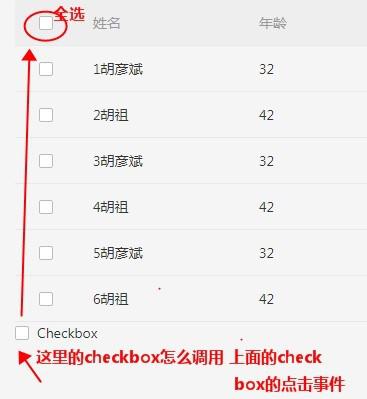 全选
姓名 年龄
1胡彦斌 32
2胡祖 42
3胡彦斌 32
4胡祖 42
5胡彦斌 32
6胡祖 42
Checkbox
这里的checkbox怎么调用 上面的check
box的点击事件